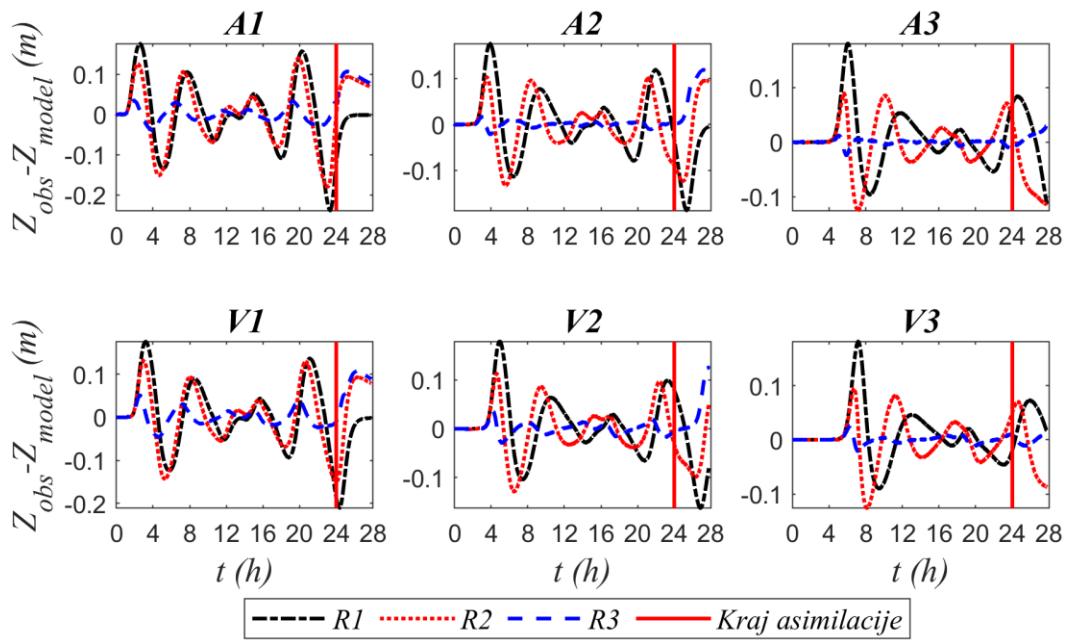 A1 A2 A3
Z_obs-Z_model (m)
0.1 0 -0.1 -0.2
0.1 0 -0.1
0.1 0 -0.1
0 4 8 12 16 20 24 28
0 4 8 12 16 20 24 28
0 4 8 12 16 20 24 28
V1 V2 V3
Z_obs-Z_model (m)
0.1 0 -0.1 -0.2
0.1 0 -0.1
0.1 0 -0.1
0 4 8 12 16 20 24 28
0 4 8 12 16 20 24 28
0 4 8 12 16 20 24 28
t (h) t (h) t (h)
R1 R2 R3 Kraj asimilacije